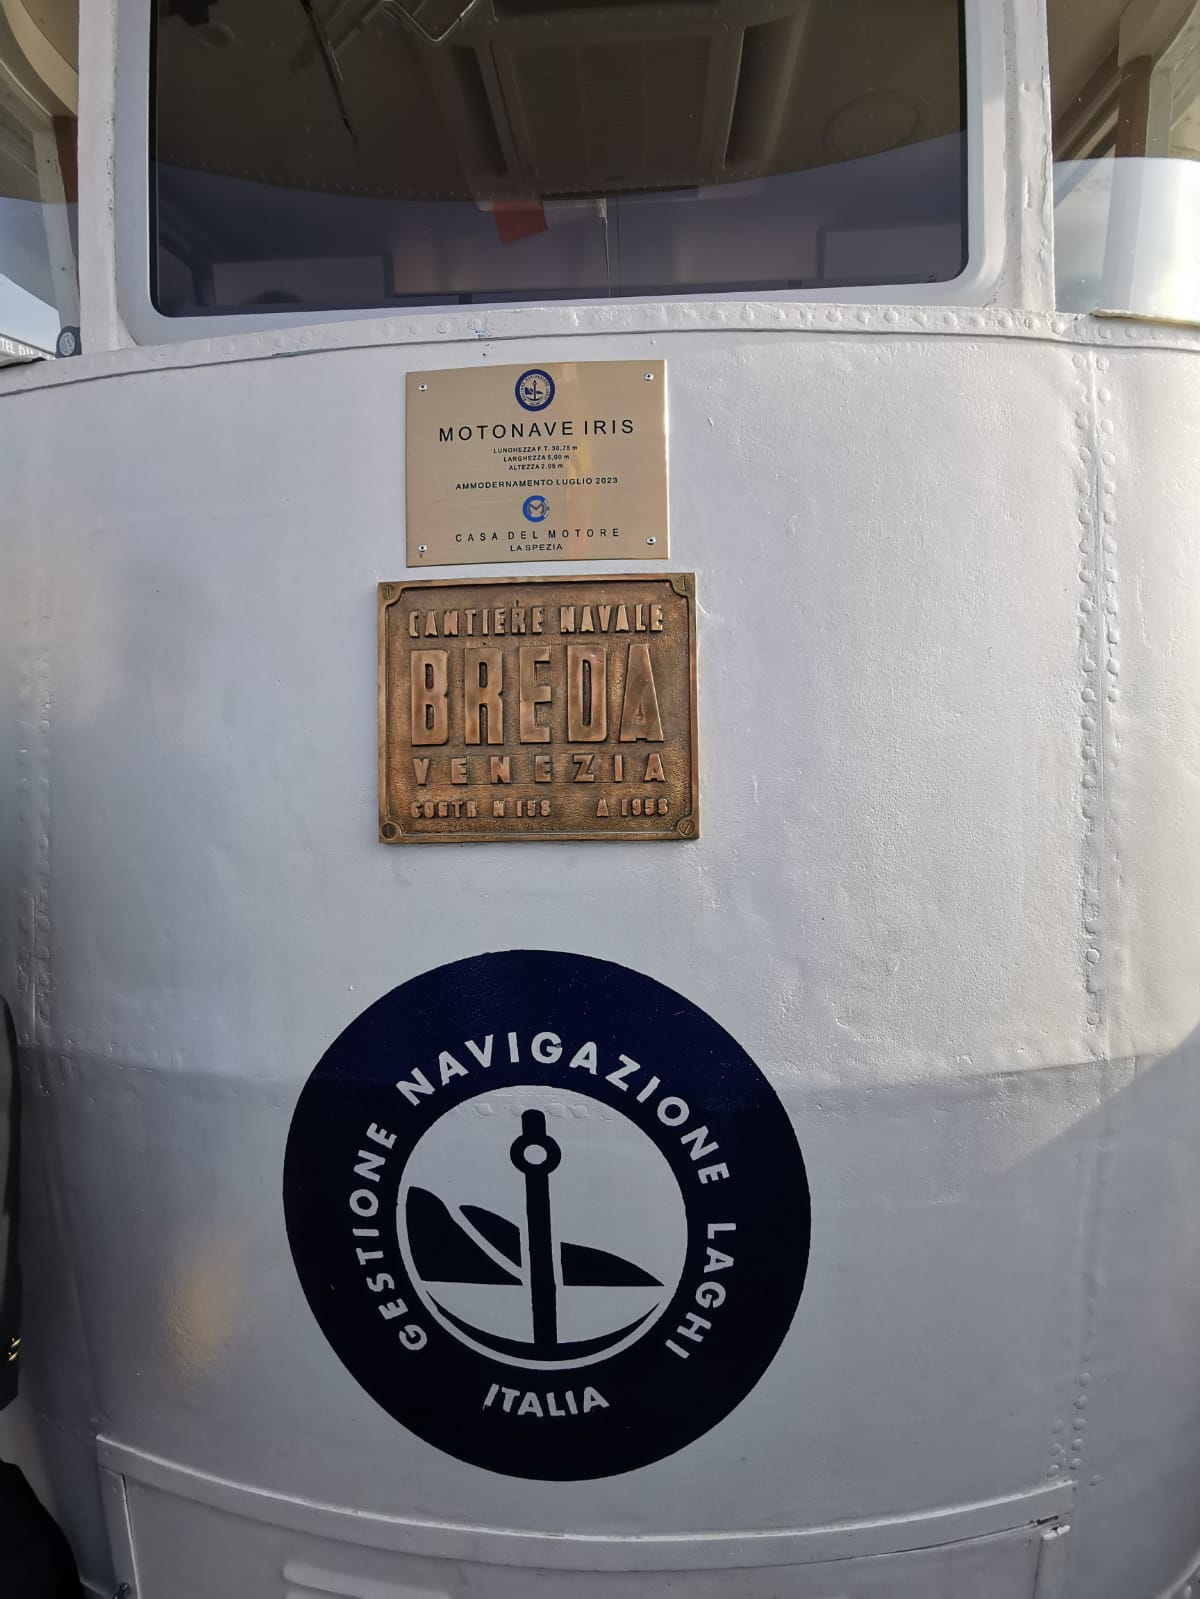 MOTONAVE IRIS
LUNGHEZZA F.T. 30,75 m
LARGHEZZA 5,00 m
ALTEZZA 2.05 m
AMMODERNAMENTO LUGLIO 2023
CASA DEL MOTORE
LA SPEZIA
CANTIERE NAVALE
BREDA
VENEZIA
COSTR N 158 A 1958
GESTIONE NAVIGAZIONE LAGHI
ITALIA